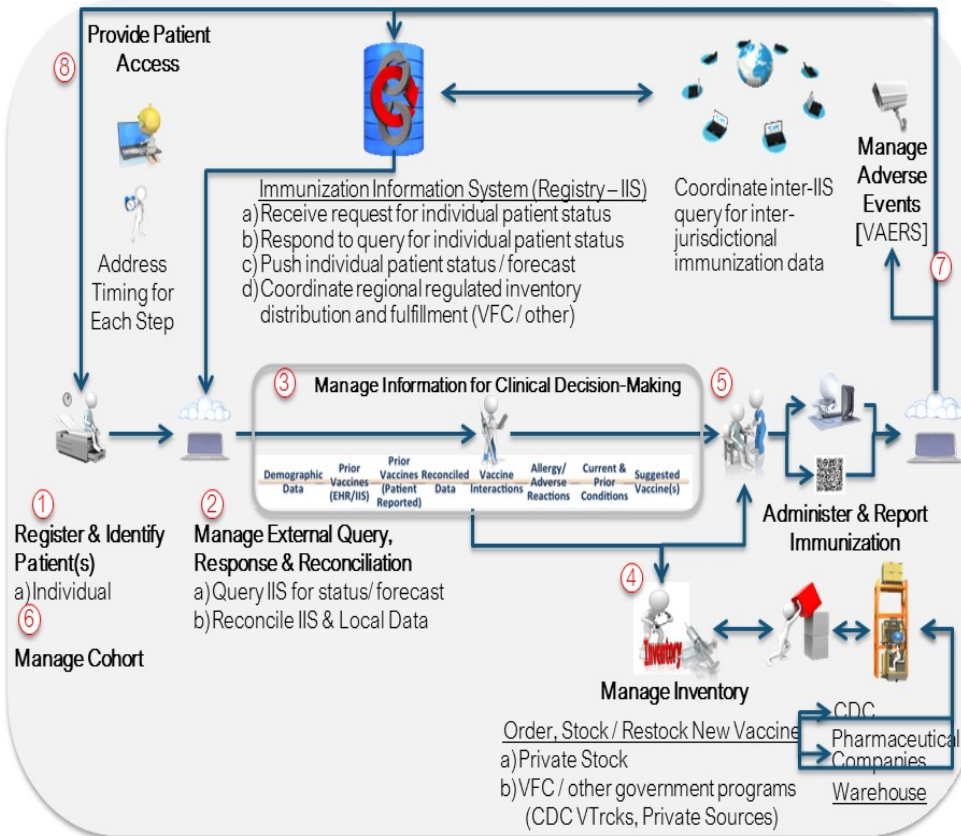 8
Provide Patient
Access
Address
Timing for
Each Step
Immunization Information System (Registry – IIS)
a) Receive request for individual patient status
b) Respond to query for individual patient status
c) Push individual patient status / forecast
d) Coordinate regional regulated inventory
distribution and fulfillment (VFC / other)
Coordinate inter-IIS
query for inter-
jurisdictional
immunization data
Manage
Adverse
Events
[VAERS]
7
3
Manage Information for Clinical Decision-Making
Demographic
Data
Prior
Vaccines
(EHR/IIS)
Prior
Vaccines
(Patient
Reported)
Reconciled
Data
Vaccine
Interactions
Allergy/
Adverse
Reactions
Current &
Prior
Conditions
Suggested
Vaccine(s)
5
Administer & Report
Immunization
1
Register & Identify
Patient(s)
a) Individual
6
Manage Cohort
2
Manage External Query,
Response & Reconciliation
a) Query IIS for status/ forecast
b) Reconcile IIS & Local Data
4
Inventory
Manage Inventory
Order, Stock / Restock New Vaccine
a) Private Stock
b) VFC / other government programs
(CDC VTrcks, Private Sources)
CDC
Pharmaceutical
Companies
Warehouse